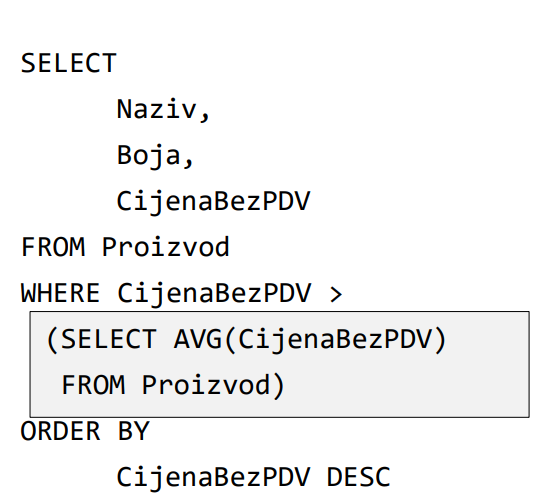 SELECT
Naziv,
Boja,
CijenaBezPDV
FROM Proizvod
WHERE CijenaBezPDV >
(SELECT AVG(CijenaBezPDV)
FROM Proizvod)
ORDER BY
CijenaBezPDV DESC